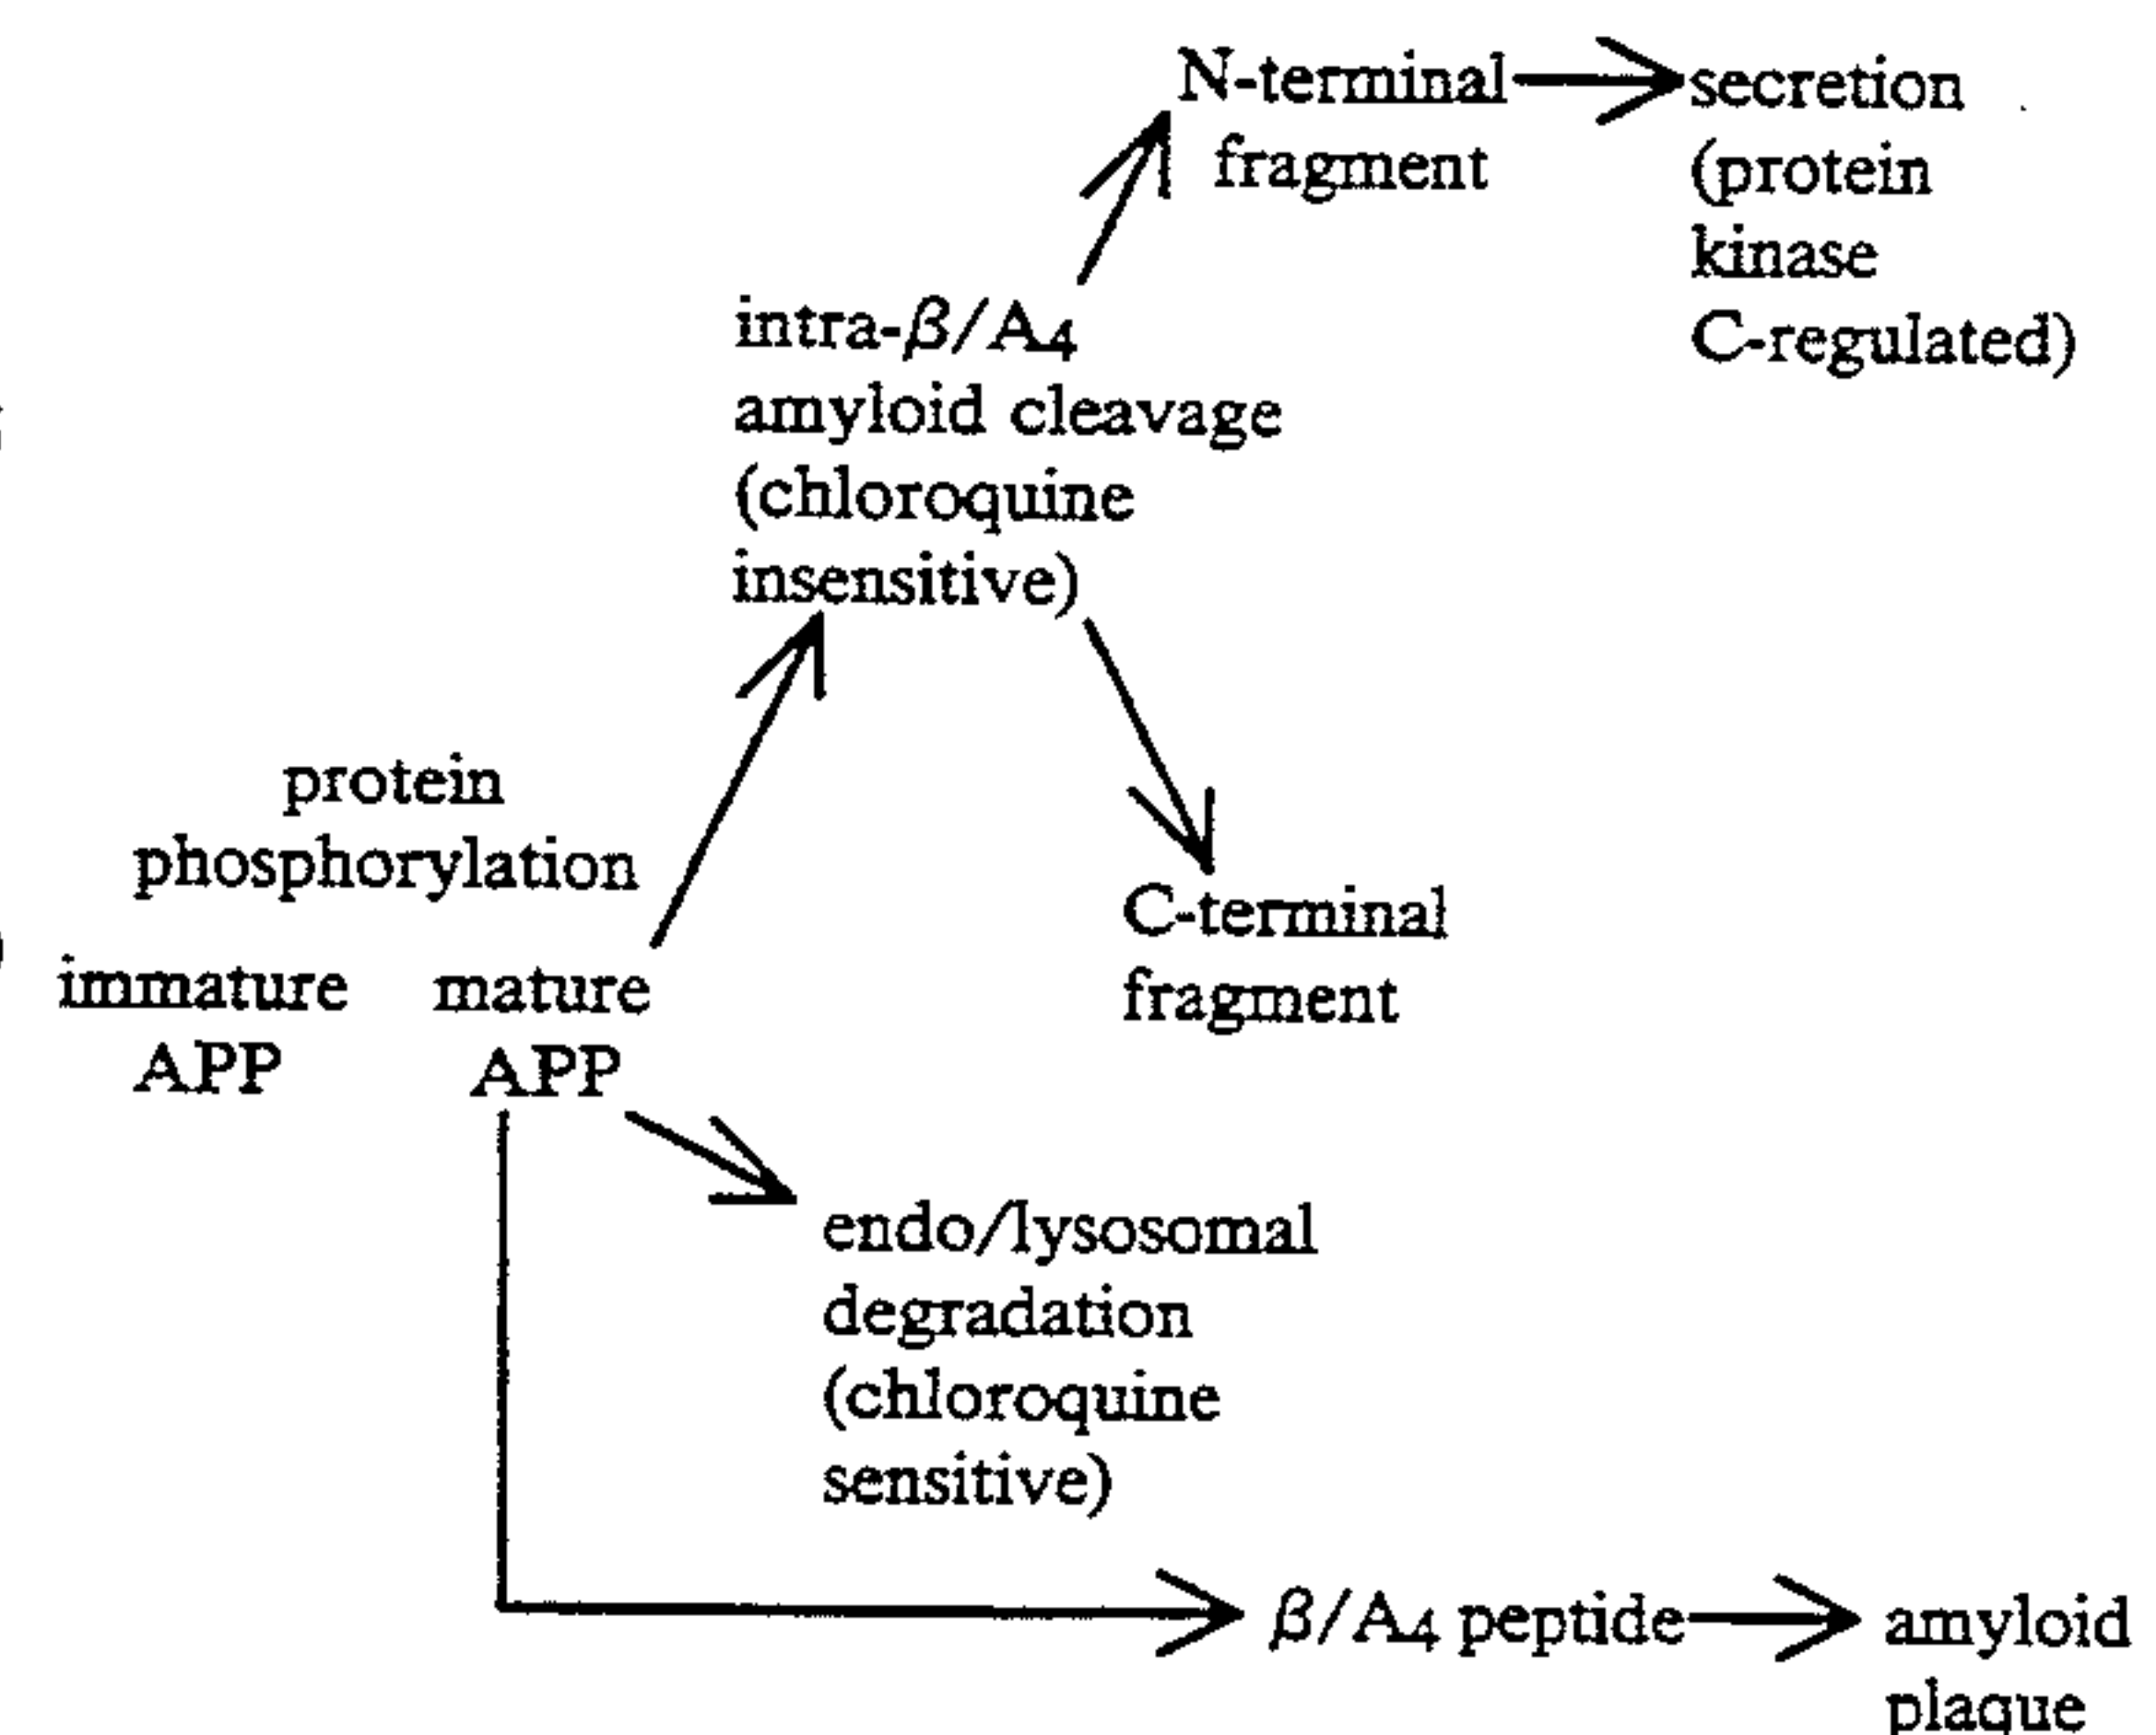 N-terminal
fragment
secretion
(protein
kinase
C-regulated)
intra-β/A4
amyloid cleavage
(chloroquine
insensitive)
C-terminal
fragment
protein
phosphorylation
immature
APP
mature
APP
endo/lysosomal
degradation
(chloroquine
sensitive)
β/A4 peptide
amyloid
plaque